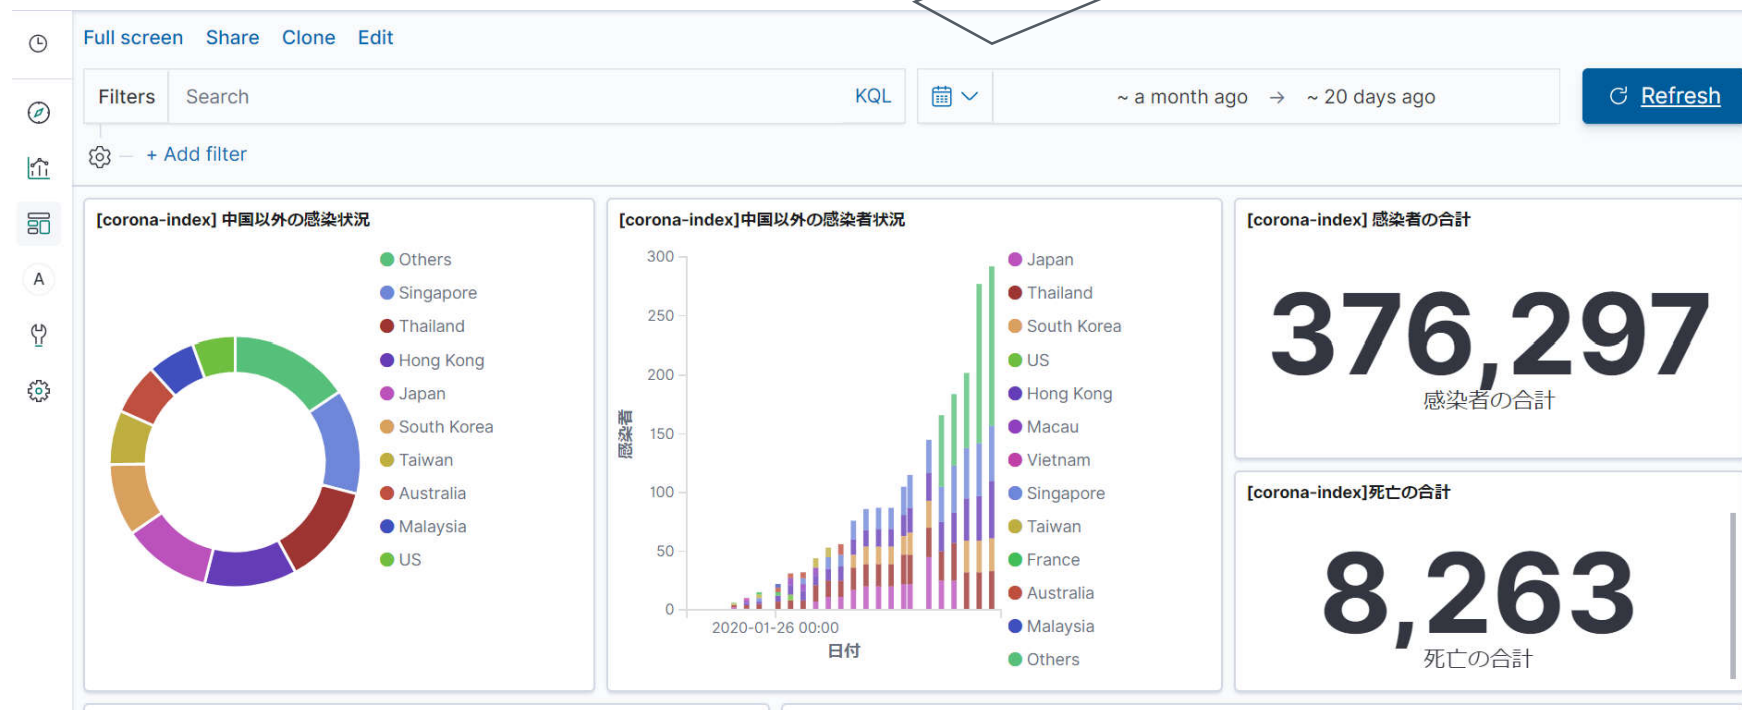 Full screen Share Clone Edit
Filters Search KQL ~ a month ago → ~ 20 days ago Refresh
+ Add filter
A
[corona-index] 中国以外の感染状況
Others
Singapore
Thailand
Hong Kong
Japan
South Korea
Taiwan
Australia
Malaysia
US
[corona-index]中国以外の感染者状況
300
250
200
150
100
50
0
感染者
2020-01-26 00:00
日付
Japan
Thailand
South Korea
US
Hong Kong
Macau
Vietnam
Singapore
Taiwan
France
Australia
Malaysia
Others
[corona-index] 感染者の合計
376,297
感染者の合計
[corona-index]死亡の合計
8,263
死亡の合計